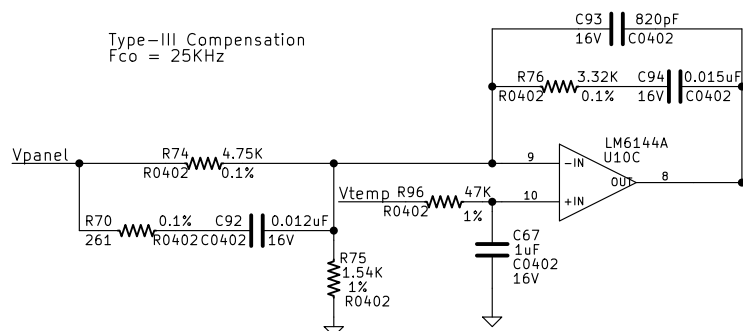 Type-III Compensation
Fco = 25KHz
C93 820pF
16V C0402
R76 3.32K C94 0.015uF
R0402 0.1% 16V C0402
Vpanel R74 4.75K
R0402 0.1%
LM6144A
U10C
9 -IN
OUT 8
10 +IN
Vtemp R96 47K
R0402 1%
R70 0.1% C92 0.012uF
261 R0402 C0402 16V
C67
1uF
C0402
16V
R75
1.54K
1%
R0402